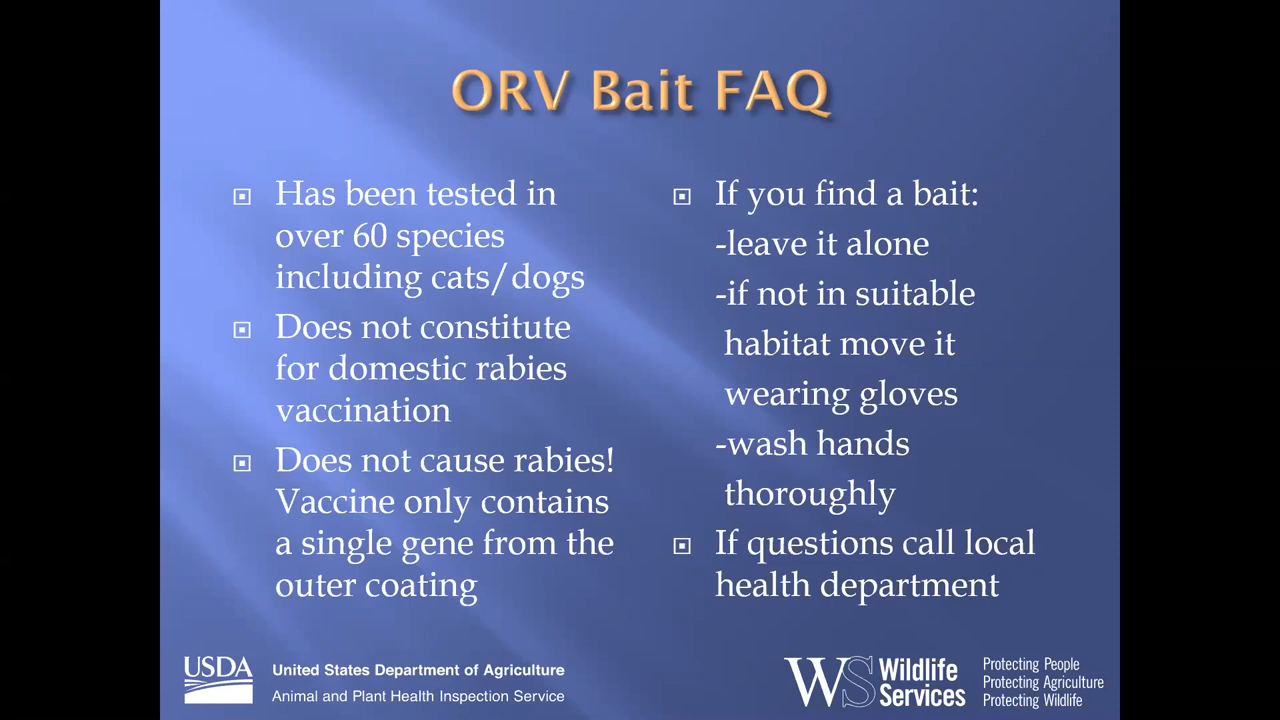 ORV Bait FAQ
Has been tested in
over 60 species
including cats/dogs
Does not constitute
for domestic rabies
vaccination
Does not cause rabies!
Vaccine only contains
a single gene from the
outer coating
If you find a bait:
-leave it alone
-if not in suitable
habitat move it
wearing gloves
-wash hands
thoroughly
If questions call local
health department
USDA
United States Department of Agriculture
Animal and Plant Health Inspection Service
WS Wildlife
Services
Protecting People
Protecting Agriculture
Protecting Wildlife